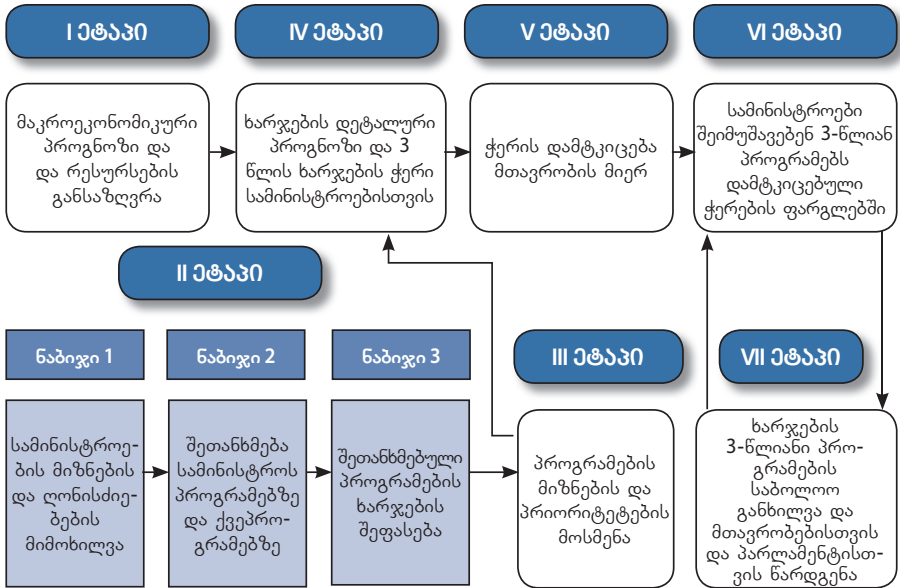 I ეტაპი
IV ეტაპი
V ეტაპი
VI ეტაპი
მაკროეკონომიკური
პროგნოზი და
და რესურსების
განსაზღვრა
ხარჯების დეტალური
პროგნოზი და 3
წლის ხარჯების ჭერი
სამინისტროებისთვის
ჭერის დამტკიცება
მთავრობის მიერ
სამინისტროები
შეიმუშავებენ 3-წლიან
პროგრამებს
დამტკიცებული
ჭერების ფარგლებში
II ეტაპი
ნაბიჯი 1
ნაბიჯი 2
ნაბიჯი 3
III ეტაპი
VII ეტაპი
სამინისტროე-
ბის მიზნების
და ღონისძიე-
ბების
მიმოხილვა
შეთანხმება
სამინისტროს
პროგრამებზე
და ქვეპრო-
გრამებზე
შეთანხმებული
პროგრამების
ხარჯების
შეფასება
პროგრამების
მიზნების და
პრიორიტეტების
მოსმენა
ხარჯების
3-წლიანი პრო-
გრამების
საბოლოო
განხილვა და
მთავრობებისთვის
და პარლამენტისთ-
ვის წარდგენა